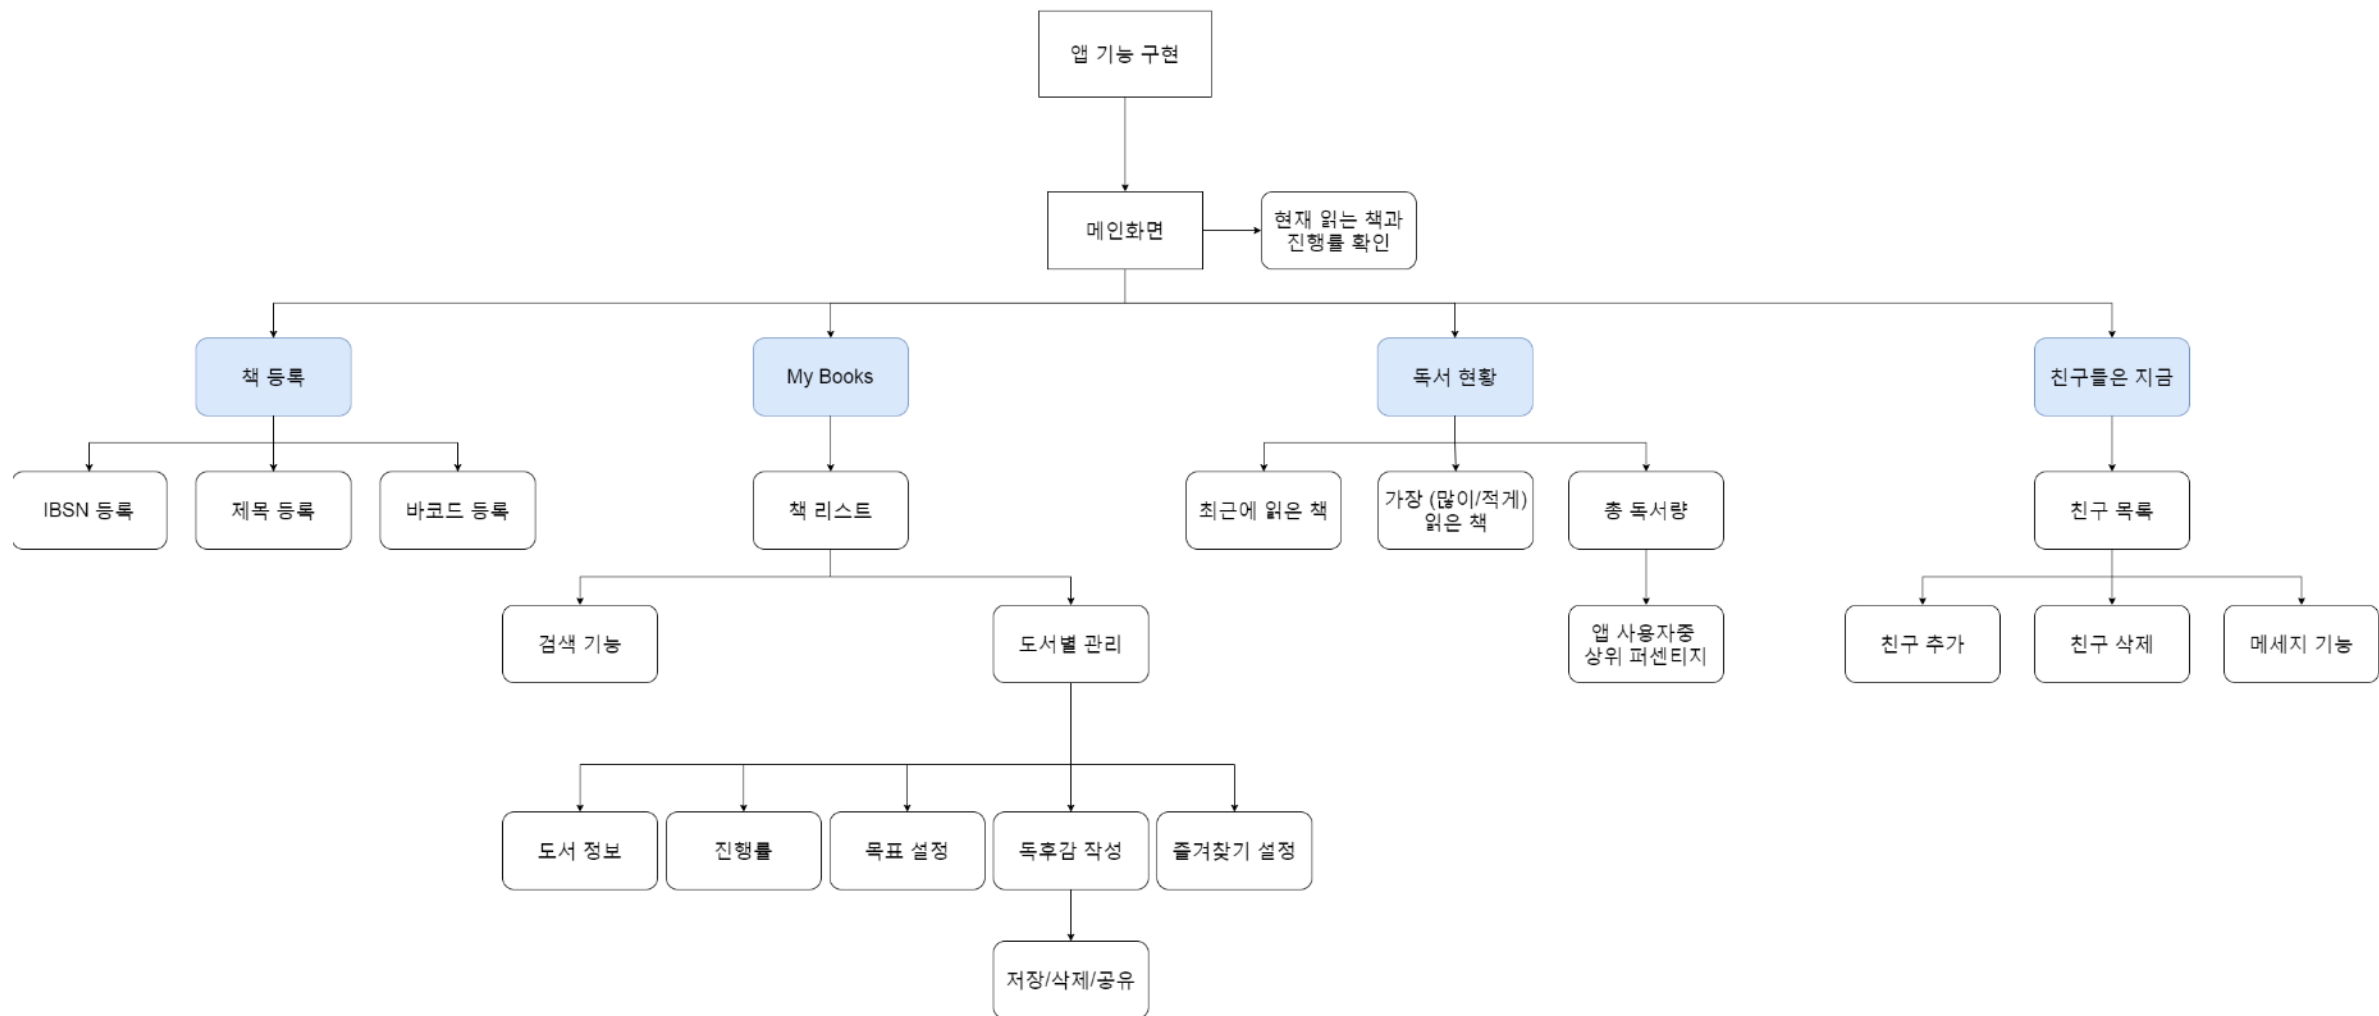 앱 기능 구현
메인화면
현재 읽는 책과
진행률 확인
책 등록
My Books
독서 현황
친구들은 지금
IBSN 등록
제목 등록
바코드 등록
책 리스트
최근에 읽은 책
가장 (많이/적게)
읽은 책
총 독서량
친구 목록
검색 기능
도서별 관리
앱 사용자중
상위 퍼센티지
친구 추가
친구 삭제
메세지 기능
도서 정보
진행률
목표 설정
독후감 작성
즐겨찾기 설정
저장/삭제/공유